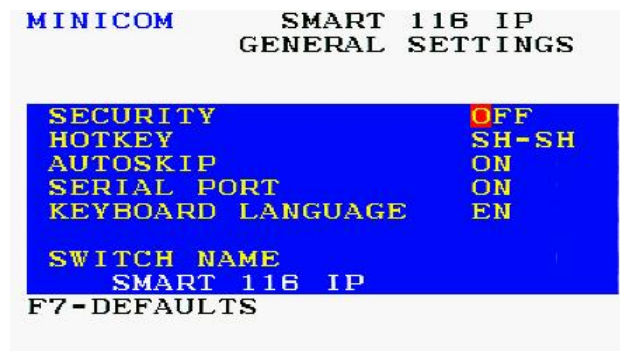 MINICOM SMART 116 IP
GENERAL SETTINGS
SECURITY OFF
HOTKEY SH-SH
AUTOSKIP ON
SERIAL PORT ON
KEYBOARD LANGUAGE EN
SWITCH NAME
SMART 116 IP
F7-DEFAULTS